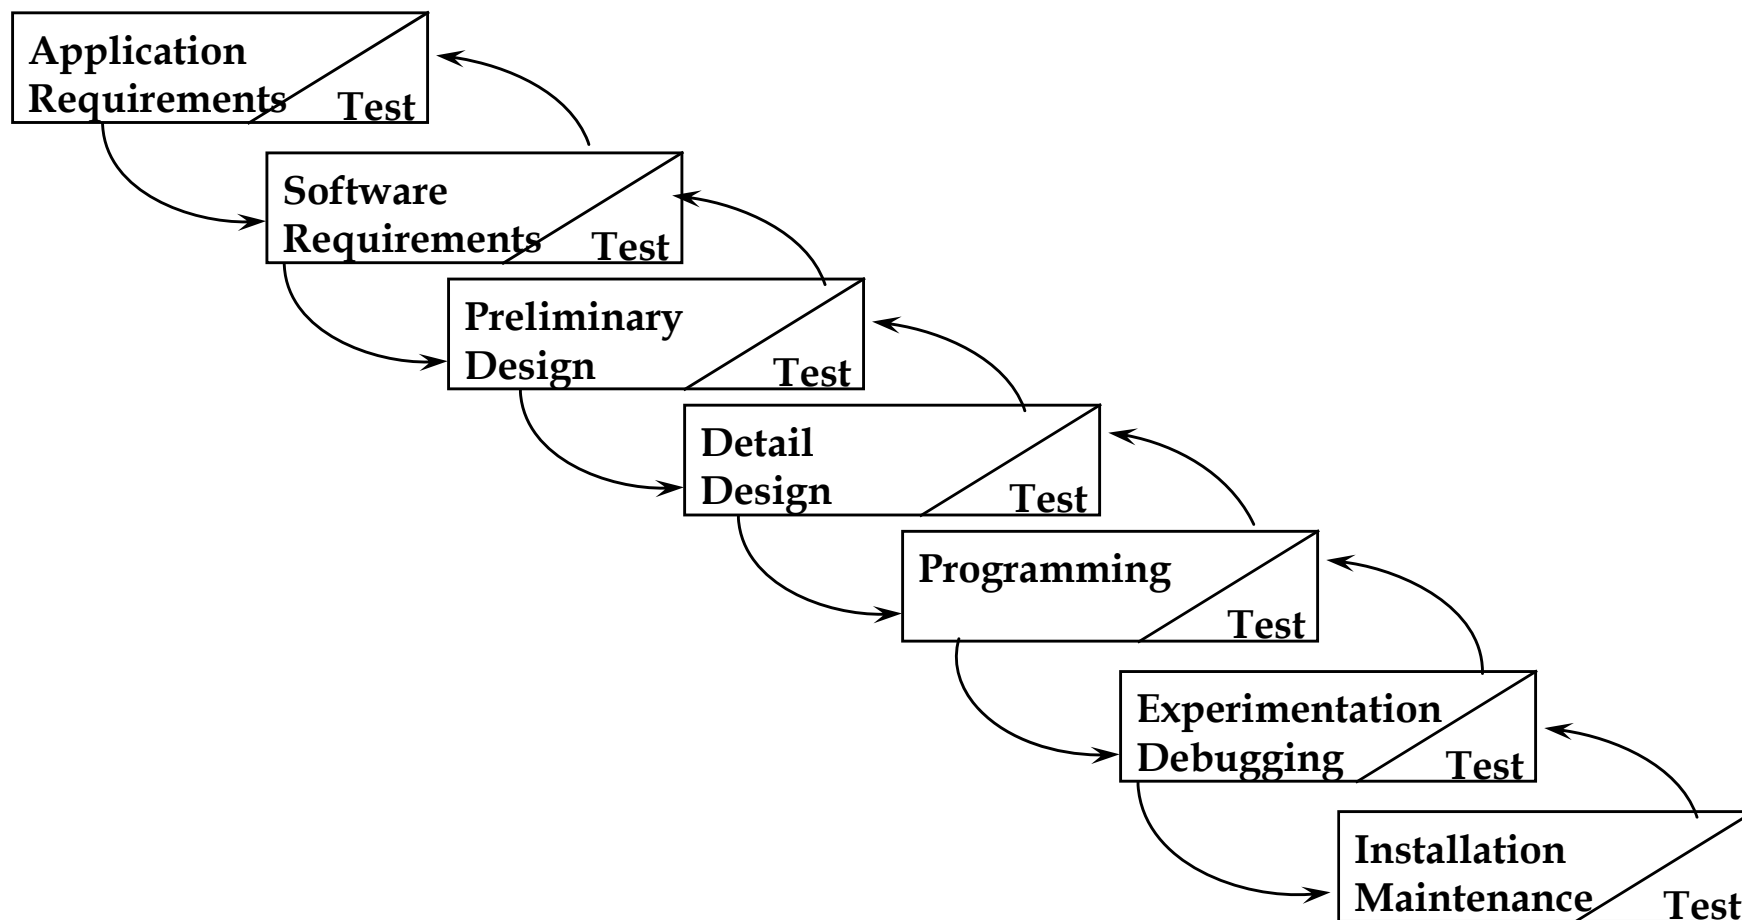 Application
Requirements
Test
Software
Requirements
Test
Preliminary
Design
Test
Detail
Design
Test
Programming
Test
Experimentation
Debugging
Test
Installation
Maintenance
Test